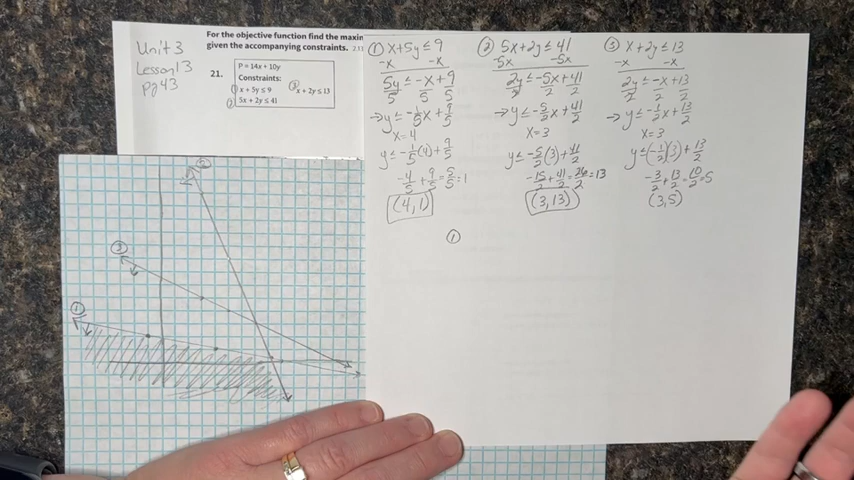 Unit 3
Lesson 13
pg 43
For the objective function find the maxim
given the accompanying constraints.
21.
P = 14x + 10y
Constraints:
① x + 5y ≤ 9
② 5x + 2y ≤ 41
③ x + 2y ≤ 13
① x+5y ≤ 9
-x -x
5y/5 ≤ -x/5 + 9/5
→ y ≤ -1/5x + 9/5
x=4
y ≤ -1/5(4) + 9/5
-4/5 + 9/5 = 5/5 = 1
(4, 1)
② 5x+2y ≤ 41
-5x -5x
2y/2 ≤ -5x/2 + 41/2
→ y ≤ -5/2x + 41/2
x=3
y ≤ -5/2(3) + 41/2
-15/2 + 41/2 = 26/2 = 13
(3, 13)
③ x+2y ≤ 13
-x -x
2y/2 ≤ -x/2 + 13/2
→ y ≤ -1/2x + 13/2
x=3
y ≤ (-1/2)(3) + 13/2
-3/2 + 13/2 = 10/2 = 5
(3, 5)
①
②
③
①